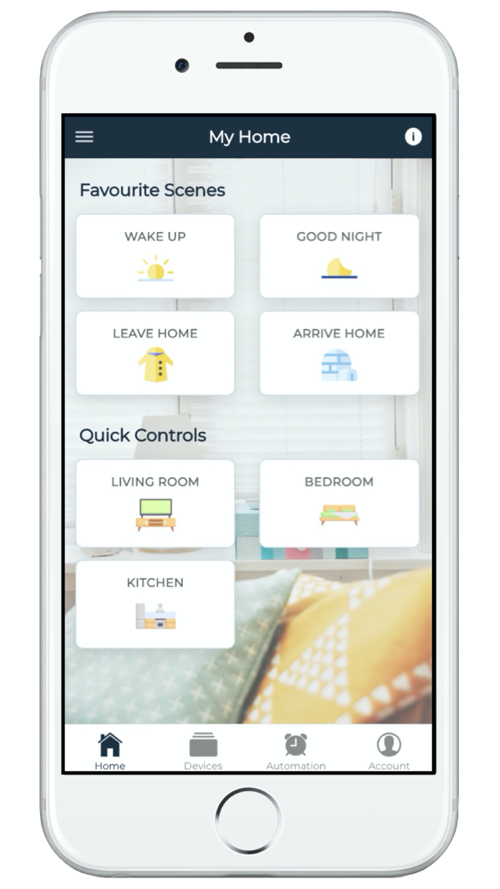 My Home
i
Favourite Scenes
WAKE UP
GOOD NIGHT
LEAVE HOME
ARRIVE HOME
Quick Controls
LIVING ROOM
BEDROOM
KITCHEN
Home
Devices
Automation
Account